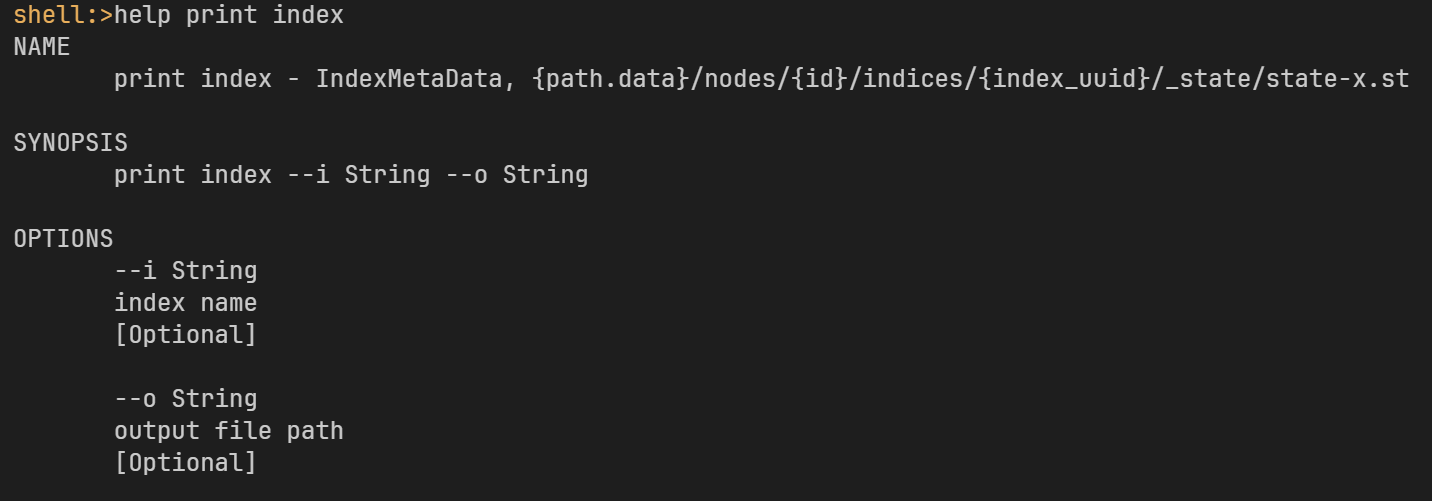 shell:>help print index
NAME
print index - IndexMetaData, {path.data}/nodes/{id}/indices/{index_uuid}/_state/state-x.st
SYNOPSIS
print index --i String --o String
OPTIONS
--i String
index name
[Optional]
--o String
output file path
[Optional]